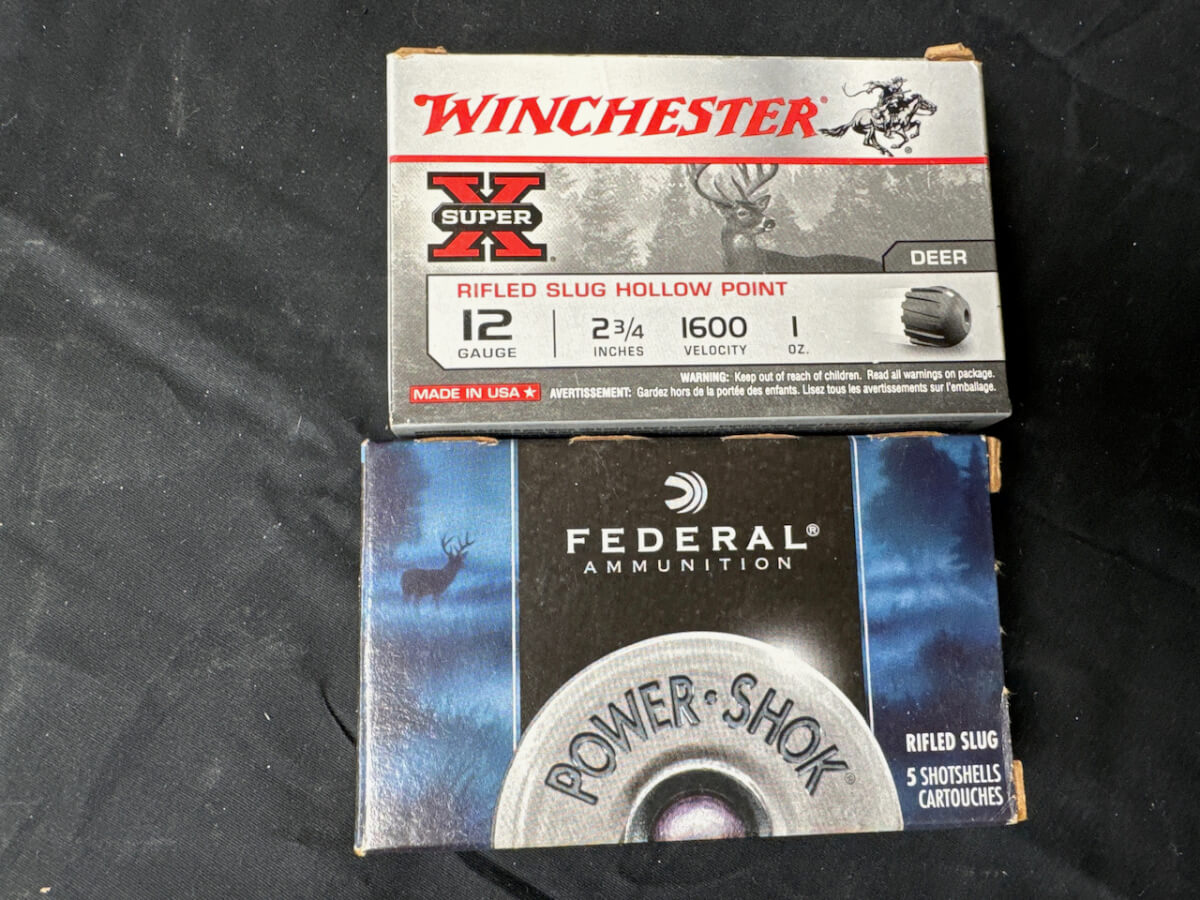 WINCHESTER®
X
SUPER
®
DEER
RIFLED SLUG HOLLOW POINT
12 2 3/4 1600 1
GAUGE INCHES VELOCITY OZ.
WARNING: Keep out of reach of children. Read all warnings on package.
MADE IN USA ★ AVERTISSEMENT: Gardez hors de la portée des enfants. Lisez tous les avertissements sur l'emballage.
FEDERAL®
AMMUNITION
POWER·SHOK®
RIFLED SLUG
5 SHOTSHELLS
CARTOUCHES